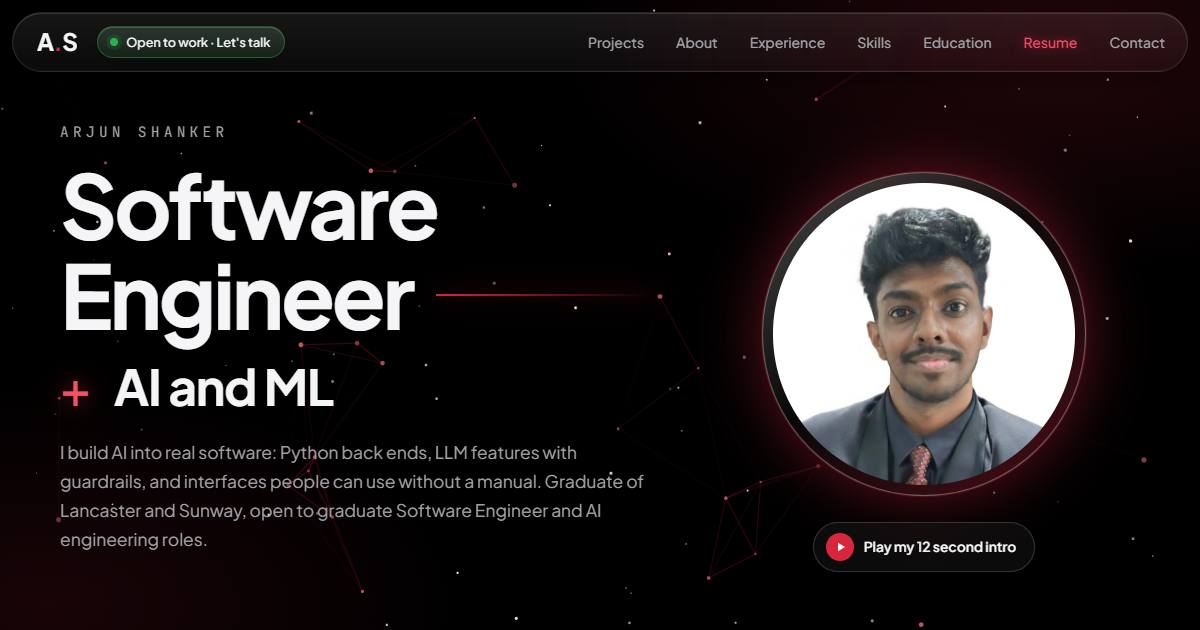 A.S
Open to work · Let's talk
Projects
About
Experience
Skills
Education
Resume
Contact
ARJUN SHANKER
Software
Engineer
+ AI and ML
I build AI into real software: Python back ends, LLM features with
guardrails, and interfaces people can use without a manual. Graduate of
Lancaster and Sunway, open to graduate Software Engineer and AI
engineering roles.
Play my 12 second intro